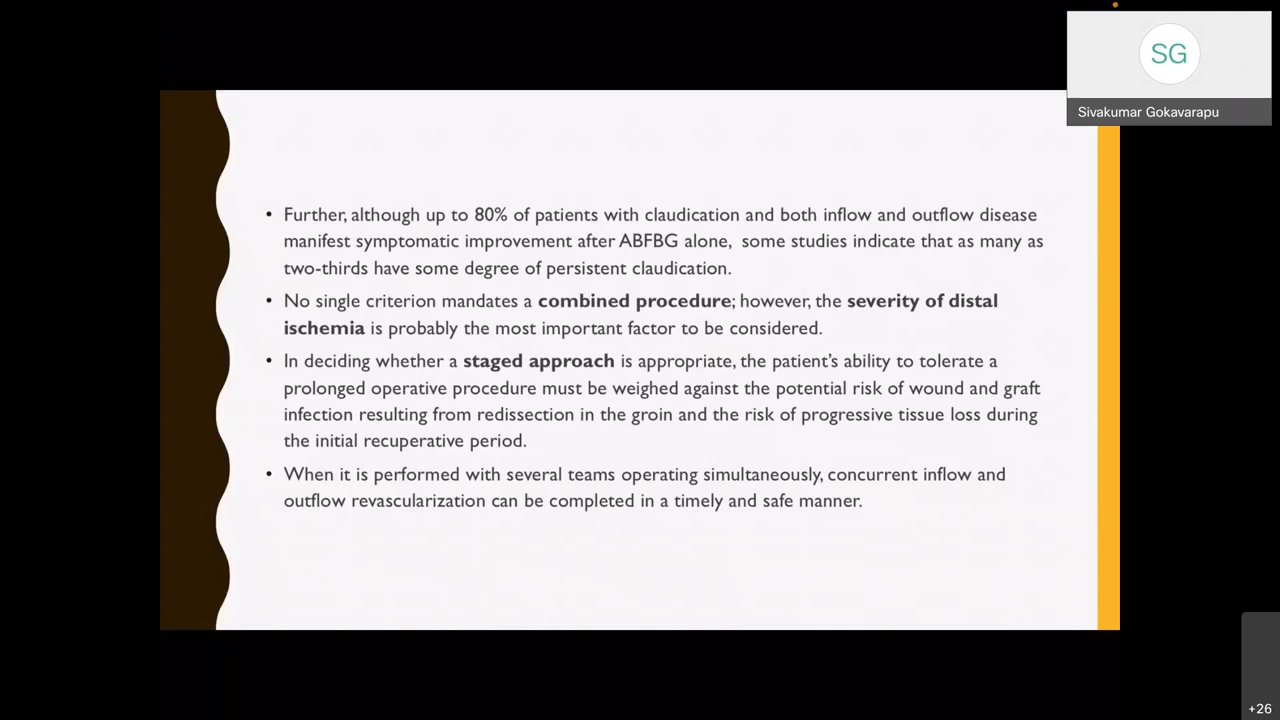 SG
Sivakumar Gokavarapu
• Further, although up to 80% of patients with claudication and both inflow and outflow disease
manifest symptomatic improvement after ABFBG alone,  some studies indicate that as many as
two-thirds have some degree of persistent claudication.
• No single criterion mandates a combined procedure; however, the severity of distal
ischemia is probably the most important factor to be considered.
• In deciding whether a staged approach is appropriate, the patient's ability to tolerate a
prolonged operative procedure must be weighed against the potential risk of wound and graft
infection resulting from redissection in the groin and the risk of progressive tissue loss during
the initial recuperative period.
• When it is performed with several teams operating simultaneously, concurrent inflow and
outflow revascularization can be completed in a timely and safe manner.
+26